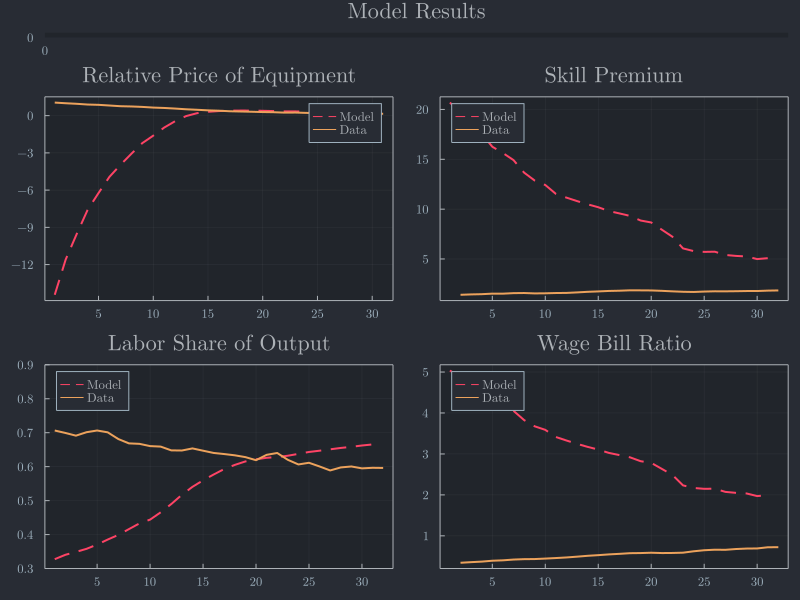 Model Results
0
0
Relative Price of Equipment
0
−3
−6
−9
−12
5 10 15 20 25 30
Model
Data
Skill Premium
20
15
10
5
5 10 15 20 25 30
Model
Data
Labor Share of Output
0.9
0.8
0.7
0.6
0.5
0.4
0.3
5 10 15 20 25 30
Model
Data
Wage Bill Ratio
5
4
3
2
1
5 10 15 20 25 30
Model
Data